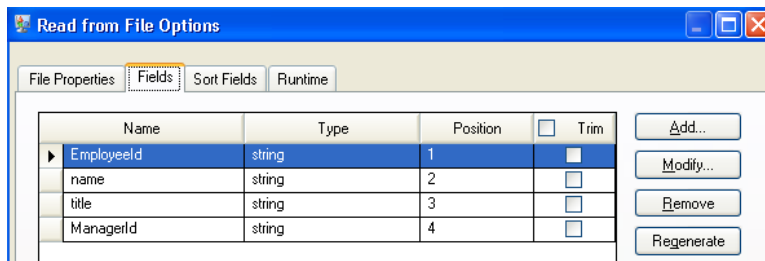 Read from File Options
File Properties Fields Sort Fields Runtime
Name Type Position Trim Add...
EmployeeId string 1
Modify...
name string 2
title string 3 Remove
ManagerId string 4
Regenerate